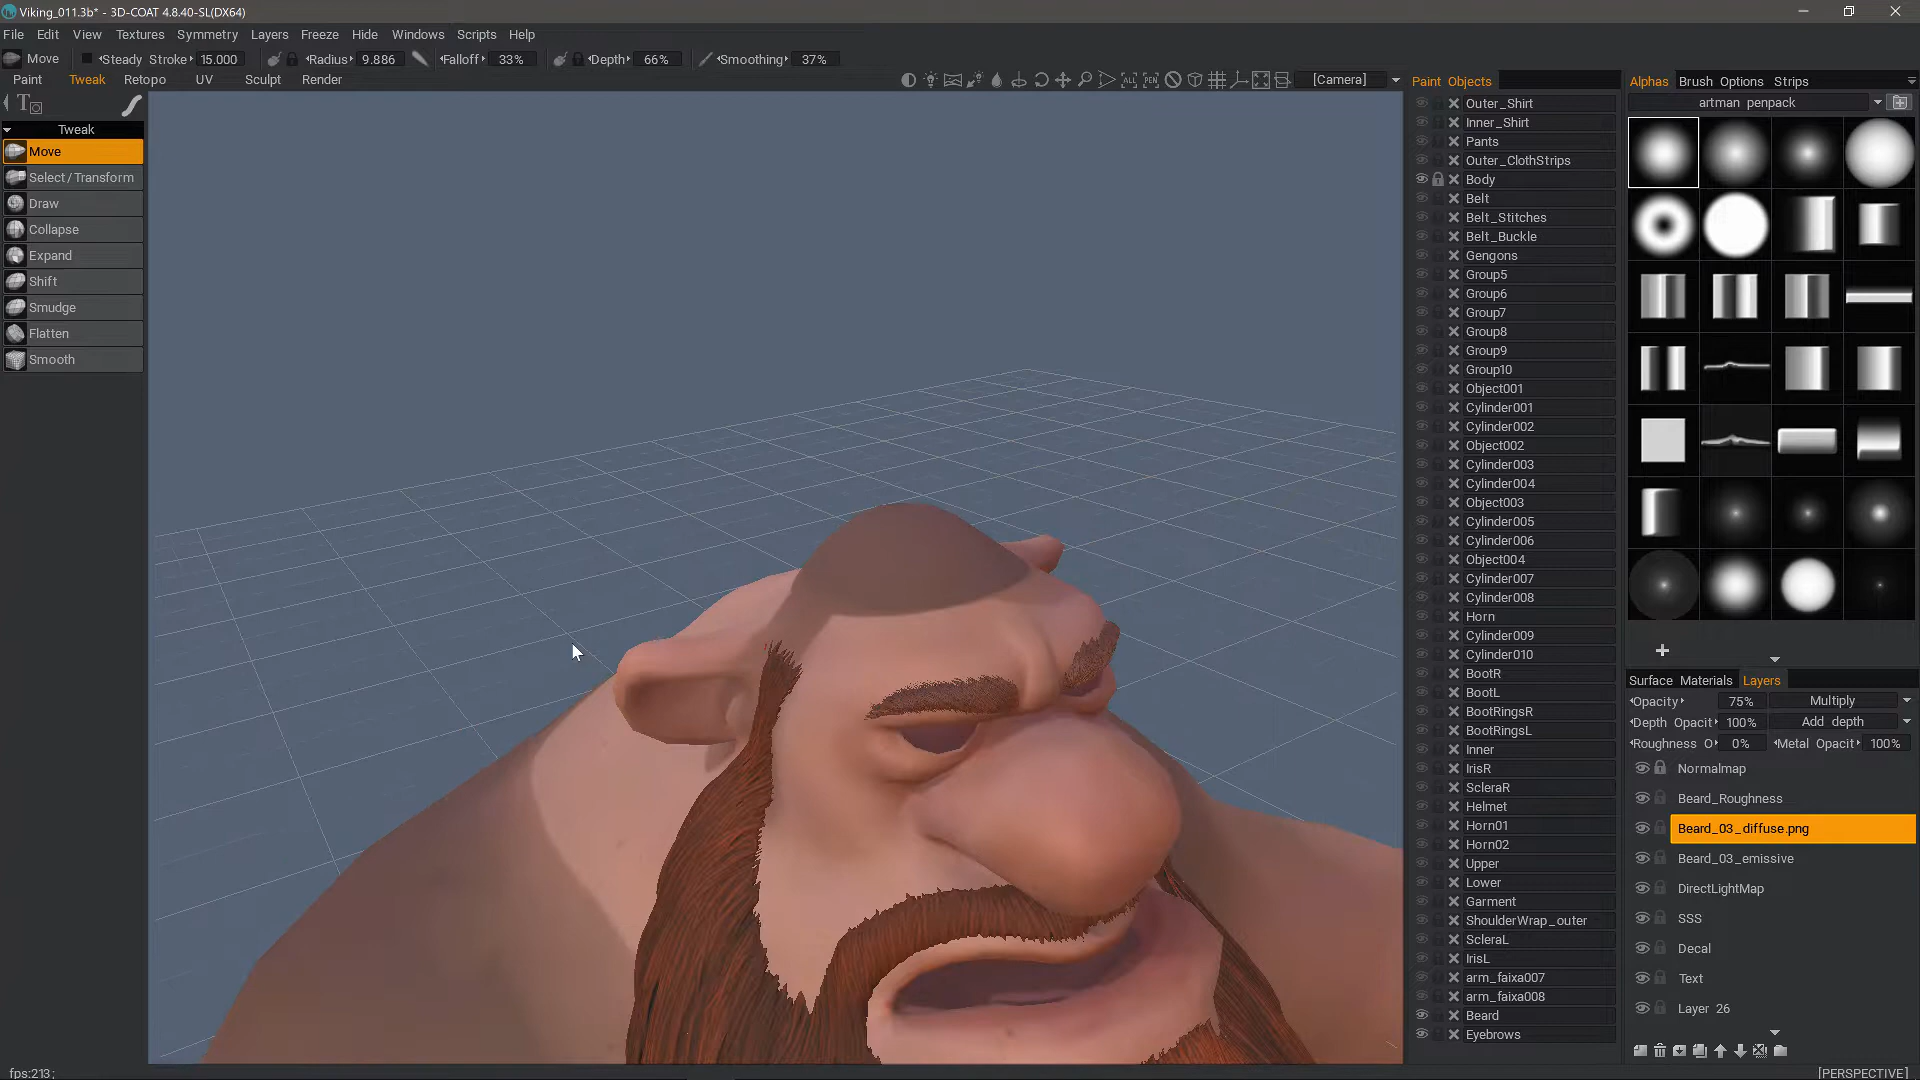 Viking_011.3b* - 3D-COAT 4.8.40-SL(DX64)
File Edit View Textures Symmetry Layers Freeze Hide Windows Scripts Help
Move Steady Stroke 15.000 Radius 9.886 Falloff 33% Depth 66% Smoothing 37%
Paint Tweak Retopo UV Sculpt Render ALL PEN [Camera]
Paint Objects
Alphas Brush Options Strips
artman penpack
Tweak
Move
Select/Transform
Draw
Collapse
Expand
Shift
Smudge
Flatten
Smooth
Outer_Shirt
Inner_Shirt
Pants
Outer_ClothStrips
Body
Belt
Belt_Stitches
Belt_Buckle
Gengons
Group5
Group6
Group7
Group8
Group9
Group10
Object001
Cylinder001
Cylinder002
Object002
Cylinder003
Cylinder004
Object003
Cylinder005
Cylinder006
Object004
Cylinder007
Cylinder008
Horn
Cylinder009
Cylinder010
BootR
BootL
BootRingsR
BootRingsL
Inner
IrisR
ScleraR
Helmet
Horn01
Horn02
Upper
Lower
Garment
ShoulderWrap_outer
ScleraL
IrisL
arm_faixa007
arm_faixa008
Beard
Eyebrows
Surface Materials Layers
Opacity 75% Multiply
Depth Opacit 100% Add depth
Roughness O 0% Metal Opacit 100%
Normalmap
Beard_Roughness
Beard_03_diffuse.png
Beard_03_emissive
DirectLightMap
SSS
Decal
Text
Layer 26
fps:213;
[PERSPECTIVE]